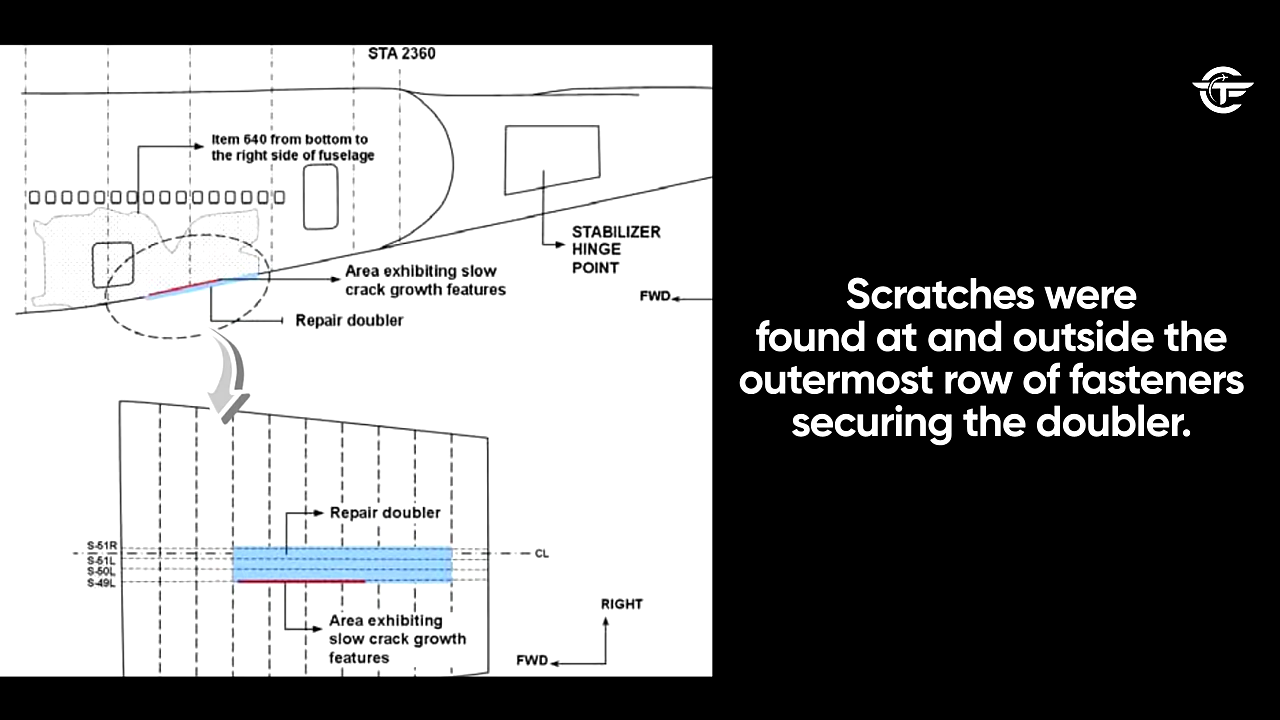 STA 2360
Item 640 from bottom to
the right side of fuselage
STABILIZER
HINGE
POINT
Area exhibiting slow
crack growth features
FWD
Repair doubler
Repair doubler
S-51R
CL
S-51L
S-50L
S-49L
Area exhibiting
slow crack growth
features
RIGHT
FWD
Scratches were
found at and outside the
outermost row of fasteners
securing the doubler.